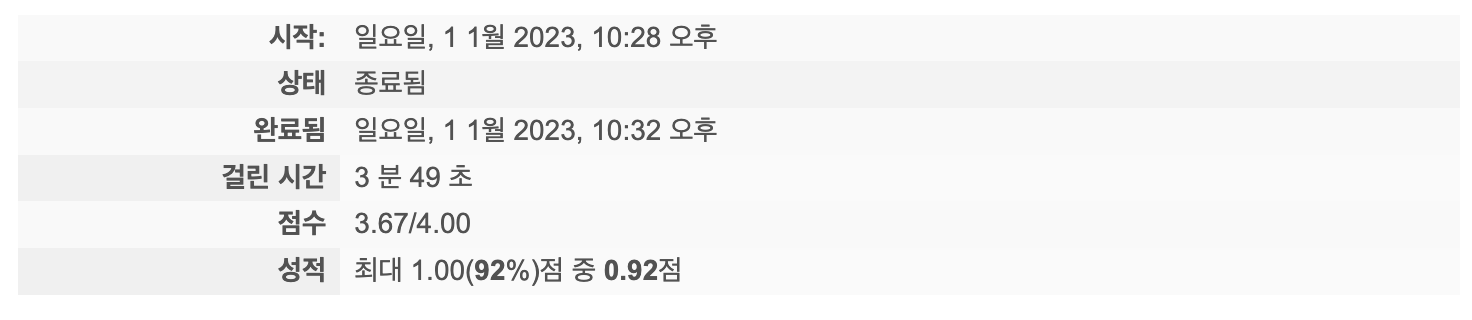 시작: 일요일, 1 1월 2023, 10:28 오후
상태 종료됨
완료됨 일요일, 1 1월 2023, 10:32 오후
걸린 시간 3 분 49 초
점수 3.67/4.00
성적 최대 1.00(92%)점 중 0.92점